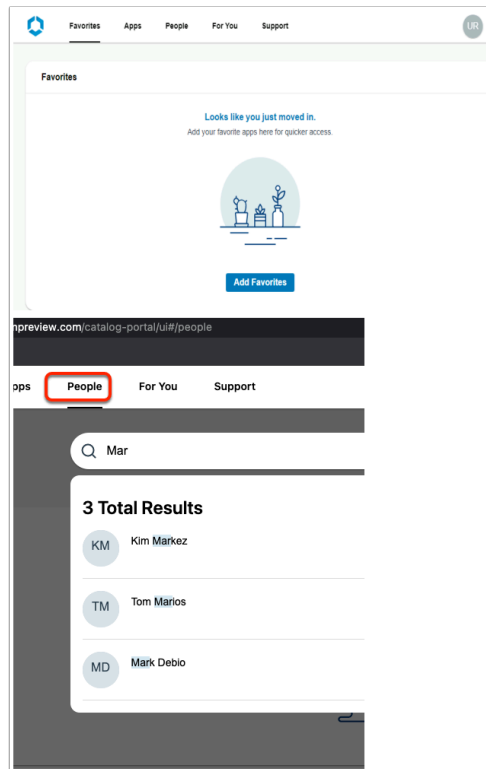 Favorites Apps People For You Support UR
Favorites
Looks like you just moved in.
Add your favorite apps here for quicker access
Add Favorites
npreview.com/catalog-portal/ui#/people
pps People For You Support
Mar
3 Total Results
KM Kim Markez
TM Tom Marios
MD Mark Debio